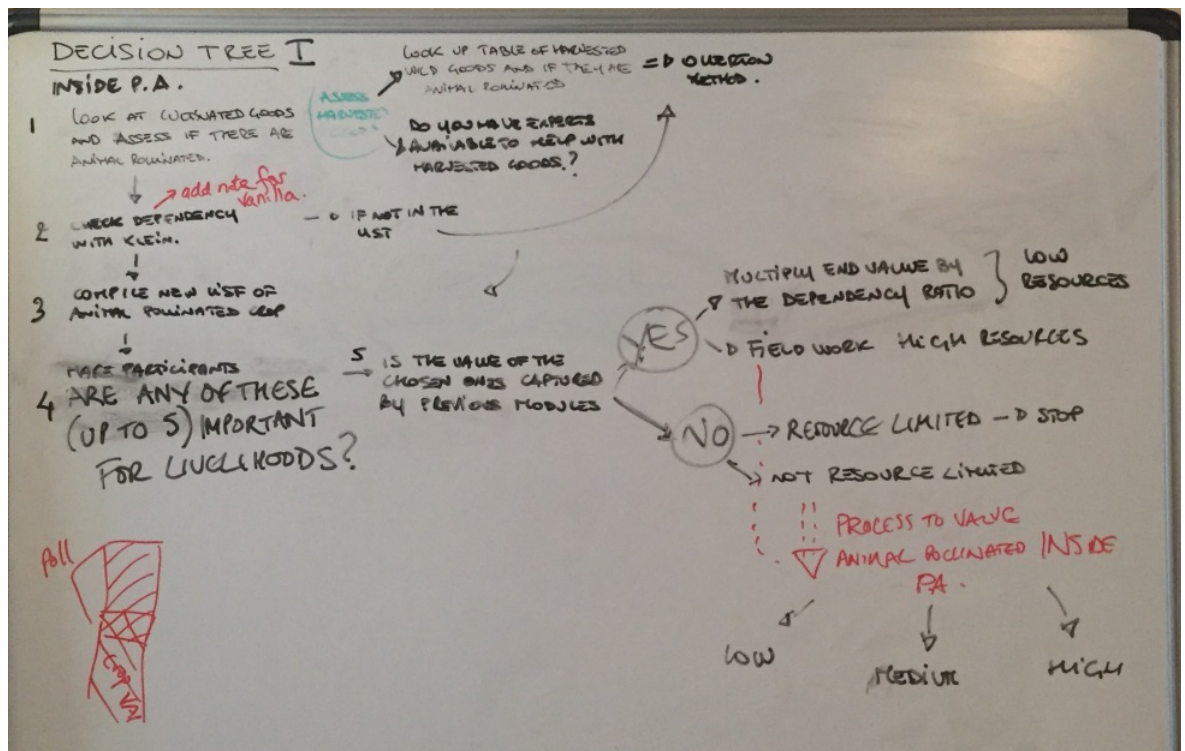 DECISION TREE I
INSIDE P.A.
1 LOOK AT CULTIVATED GOODS
AND ASSESS IF THERE ARE
ANIMAL POLLINATED.
ASSESS
HARVESTED
LOOK UP TABLE OF HARVESTED
WILD GOODS AND IF THEY ARE
ANIMAL POLLINATED
METHOD.
DO YOU HAVE EXPERTS
AVAILABLE TO HELP WITH
HARVESTED GOODS?
add note for
vanilla.
2 CHECK DEPENDENCY
WITH KLEIN.
IF NOT IN THE
LIST
3 COMPILE NEW LIST OF
ANIMAL POLLINATED CROP
PARTICIPANTS
4 ARE ANY OF THESE
(UP TO 5) IMPORTANT
FOR LIVELIHOODS?
5 IS THE VALUE OF THE
CHOSEN ONES CAPTURED
BY PREVIOUS MODULES
YES
MULTIPLY END VALUE BY
THE DEPENDENCY RATIO
LOW
RESOURCES
FIELD WORK HIGH RESOURCES
NO
RESOURCE LIMITED STOP
NOT RESOURCE LIMITED
PROCESS TO VALUE
ANIMAL POLLINATED INSIDE
PA.
LOW
MEDIUM
HIGH
Poll